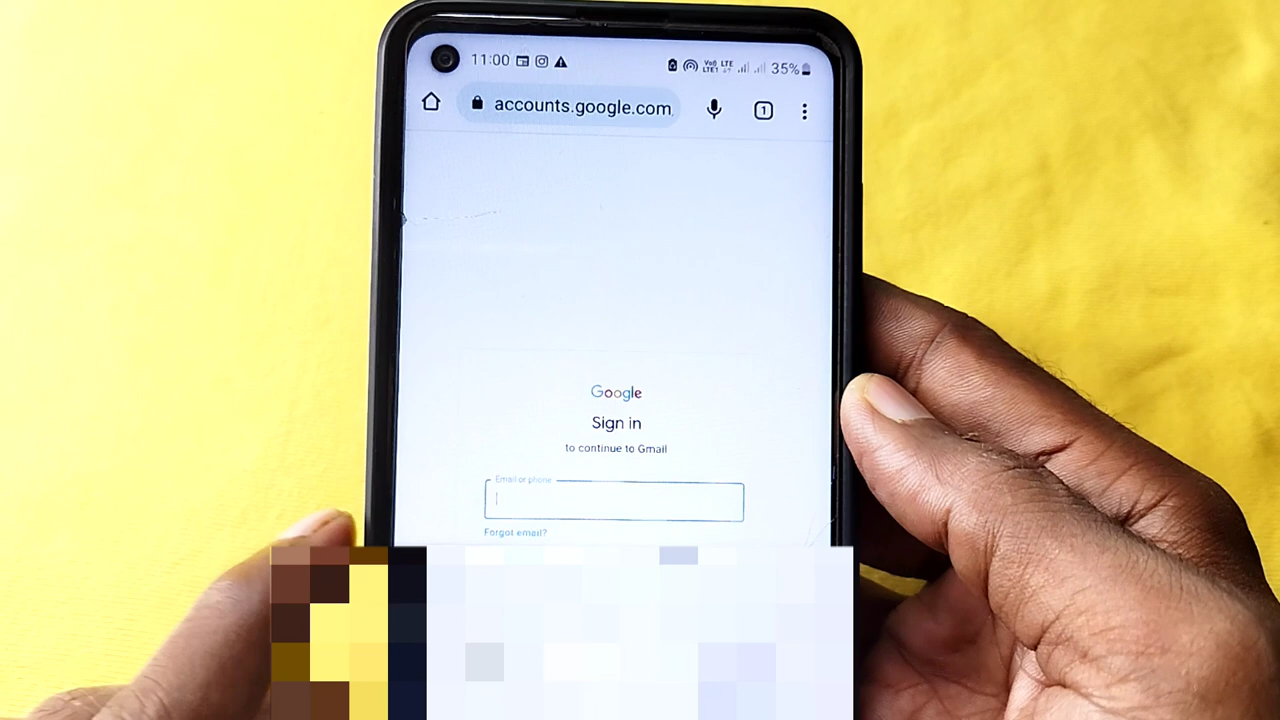 11:00 35%
accounts.google.com
1
Google
Sign in
to continue to Gmail
Email or phone
Forgot email?